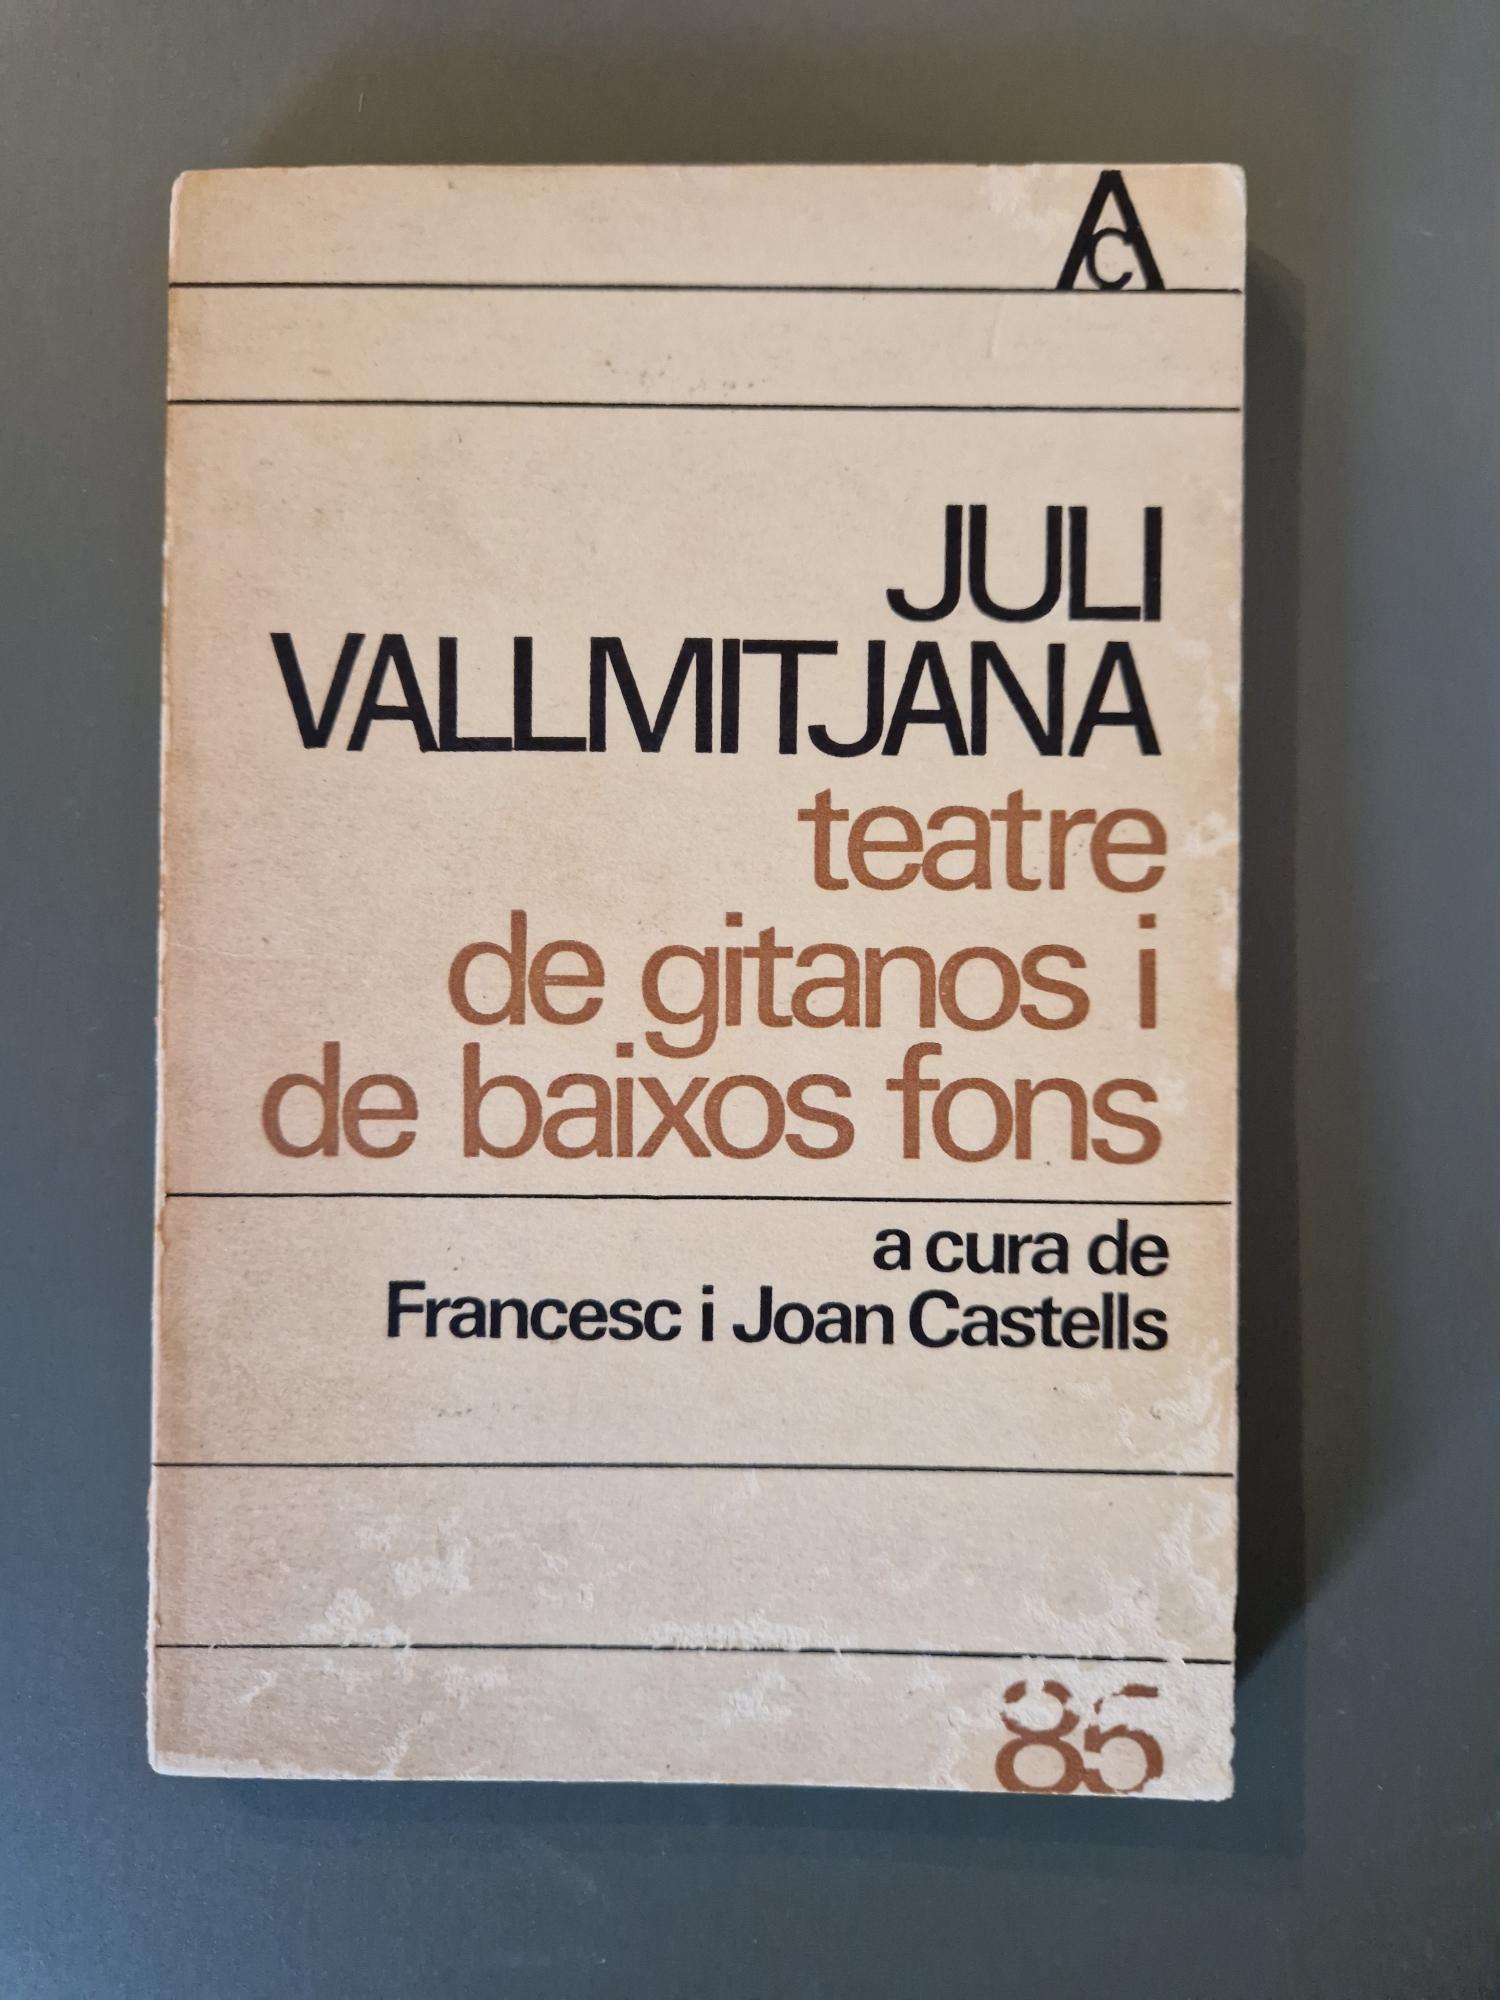 AC
JULI
VALLMITJANA
teatre
de gitanos i
de baixos fons
a cura de
Francesc i Joan Castells
85